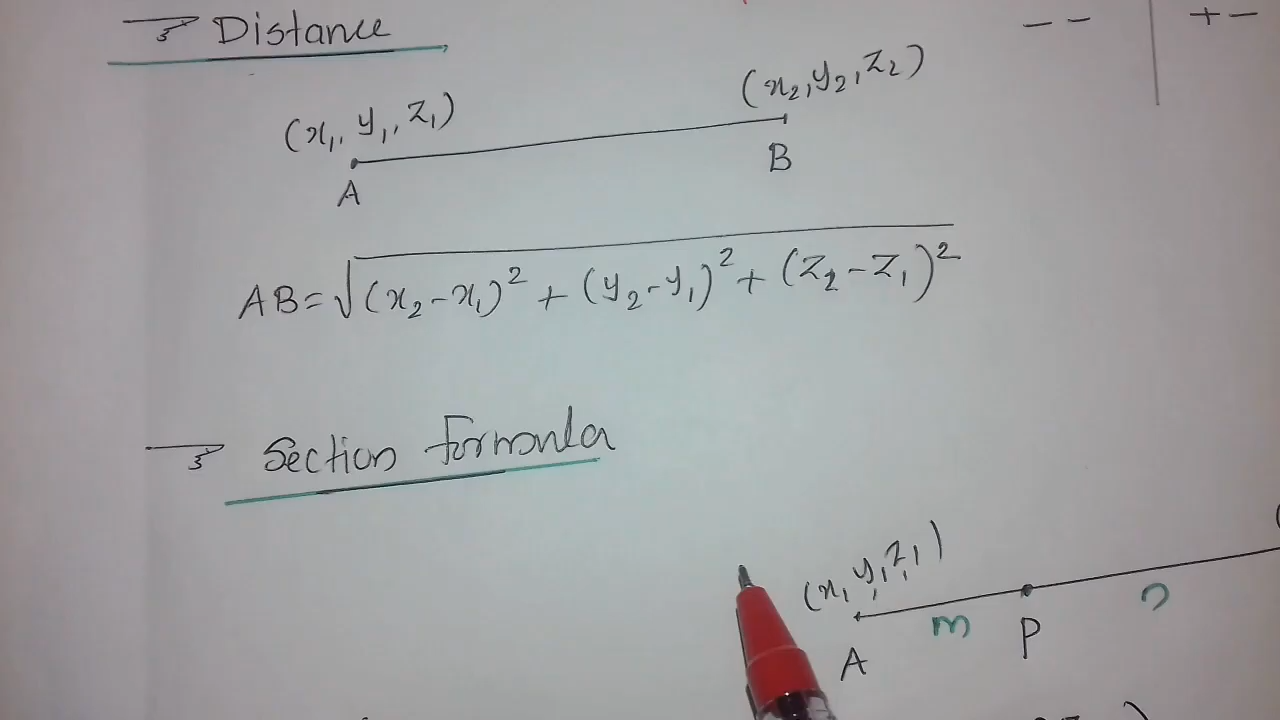 Distance
-- | +-
(x₁, y₁, z₁) (x₂, y₂, z₂)
A B
AB = √(x₂-x₁)² + (y₂-y₁)² + (z₂-z₁)²
Section formula
(x₁, y₁, z₁)
m n
A P